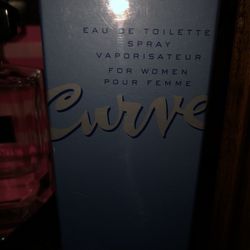 EAU DE TOILETTE
SPRAY
VAPORISATEUR
FOR WOMEN
POUR FEMME
Curve